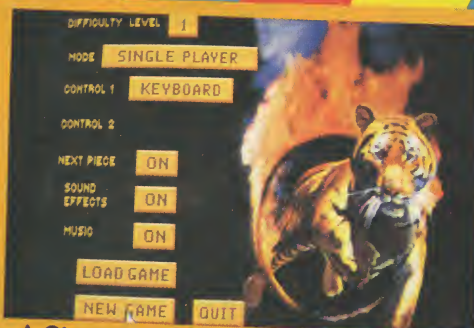 DIFFICULTY LEVEL 1
MODE SINGLE PLAYER
CONTROL 1 KEYBOARD
CONTROL 2
NEXT PIECE ON
SOUND EFFECTS ON
MUSIC ON
LOAD GAME
NEW GAME QUIT